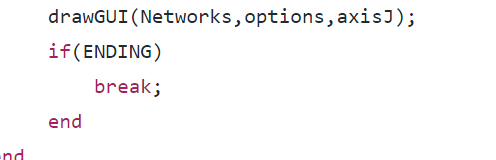 drawGUI(Networks,options,axisJ);
if(ENDING)
break;
end
end